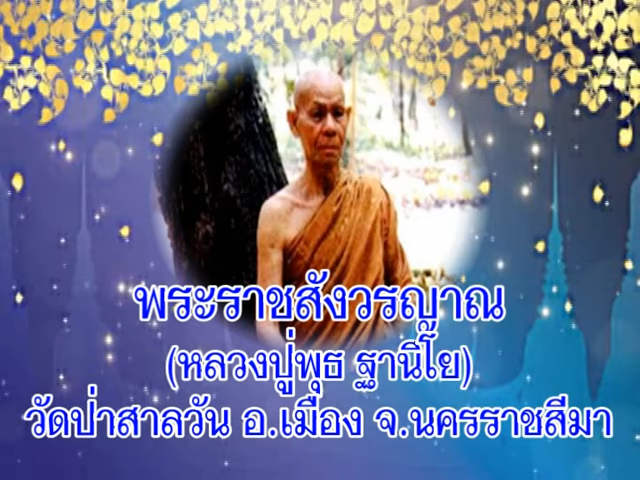 พระราชสังวรญาณ
(หลวงปู่พุธ ฐานิโย)
วัดป่าสาลวัน อ.เมือง จ.นครราชสีมา